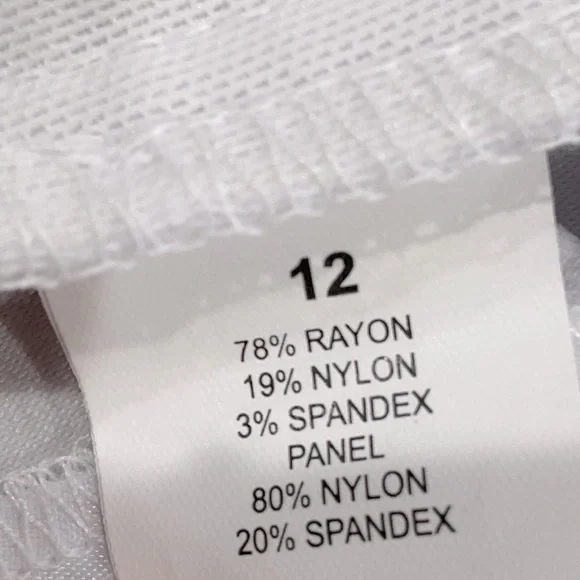 12
78% RAYON
19% NYLON
3% SPANDEX
PANEL
80% NYLON
20% SPANDEX